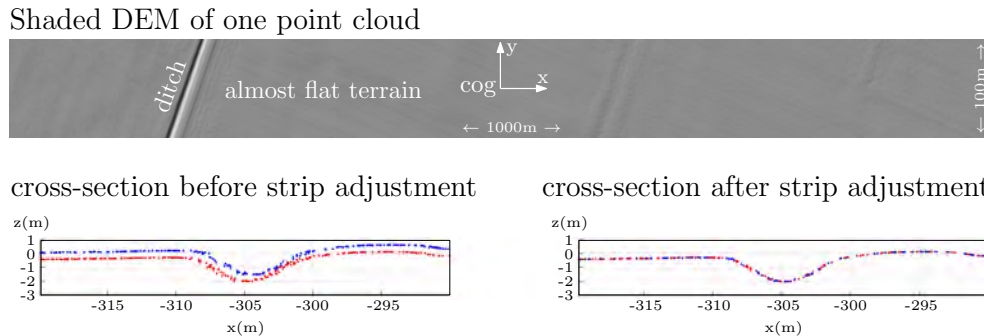 Shaded DEM of one point cloud
ditch
almost flat terrain
cog
y
x
← 1000m →
← 100m →
cross-section before strip adjustment
z(m)
1
0
-1
-2
-3
-315 -310 -305 -300 -295
x(m)
cross-section after strip adjustment
z(m)
1
0
-1
-2
-3
-315 -310 -305 -300 -295
x(m)